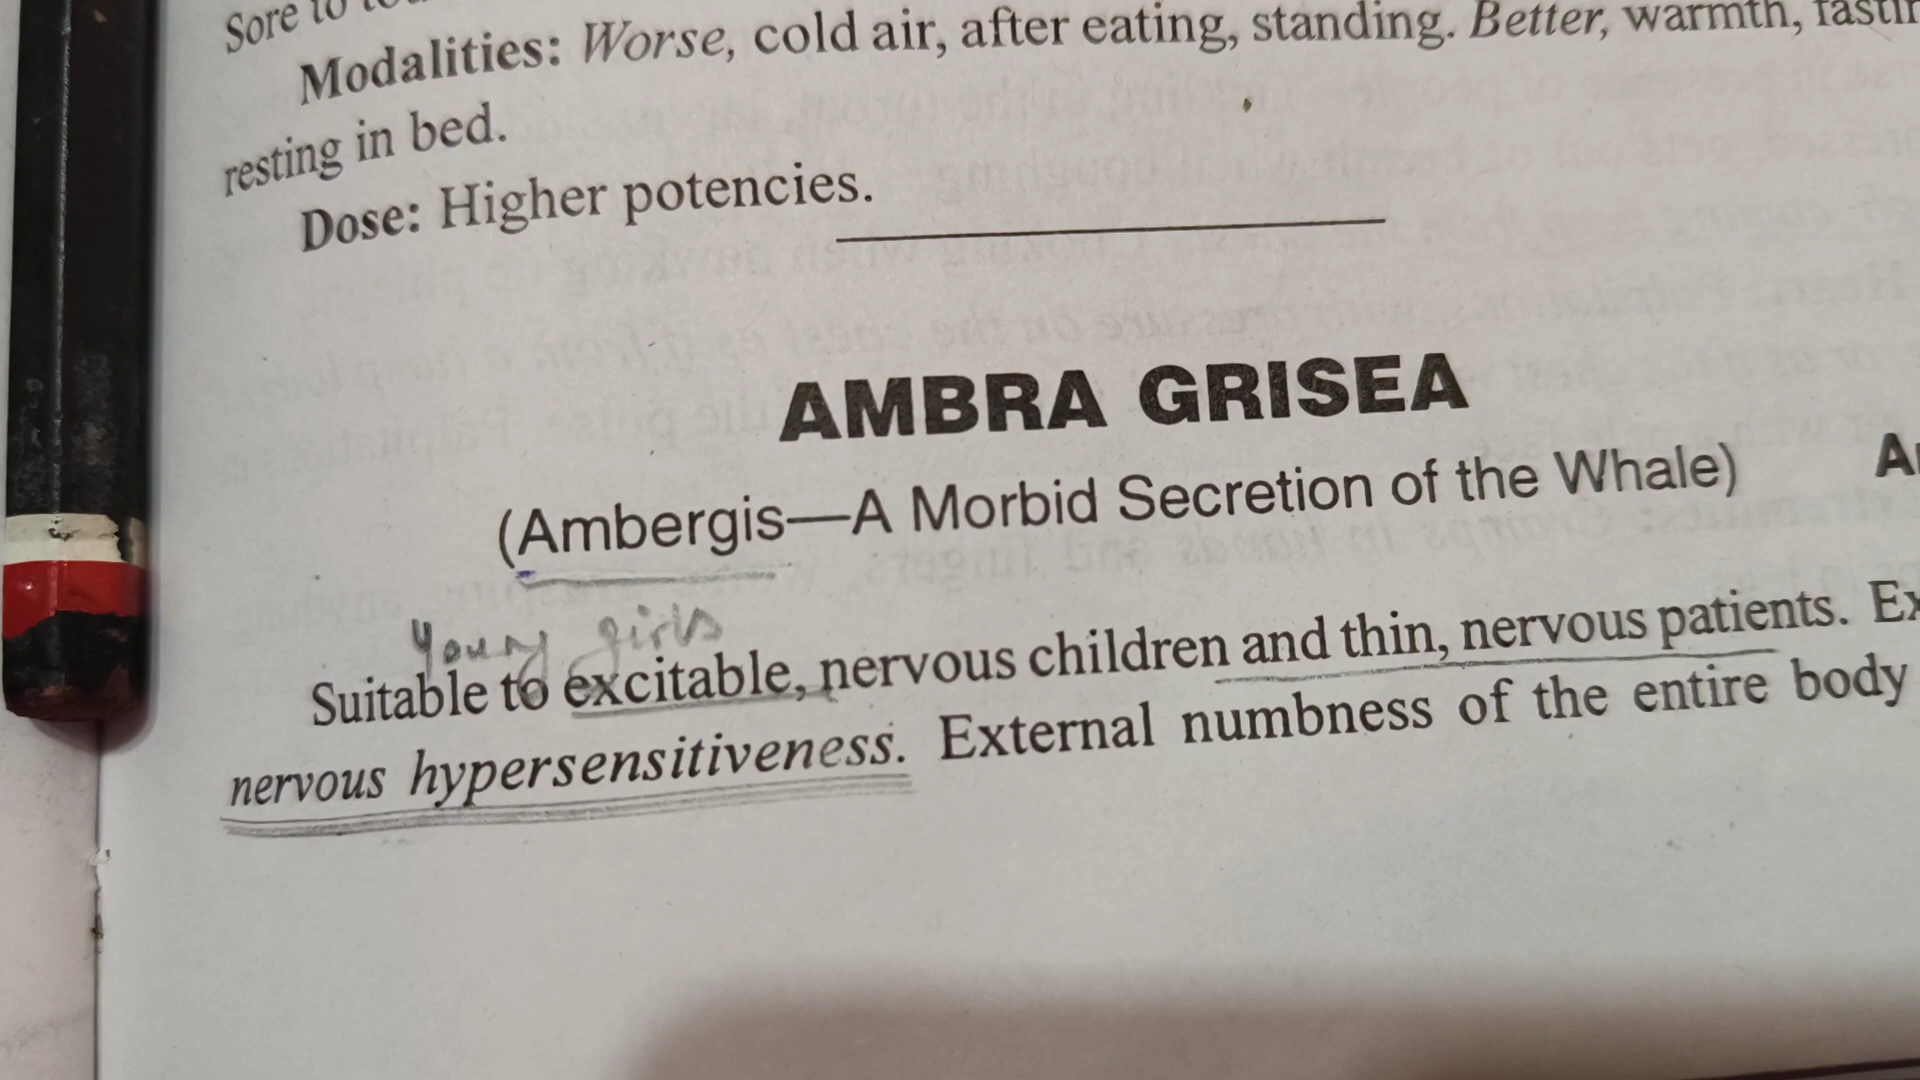 Sore to
Modalities: Worse, cold air, after eating, standing. Better, warmth,
resting in bed.
Dose: Higher potencies.
AMBRA GRISEA
(Ambergis—A Morbid Secretion of the Whale)
young girls
Suitable to excitable, nervous children and thin, nervous patients.
nervous hypersensitiveness. External numbness of the entire body